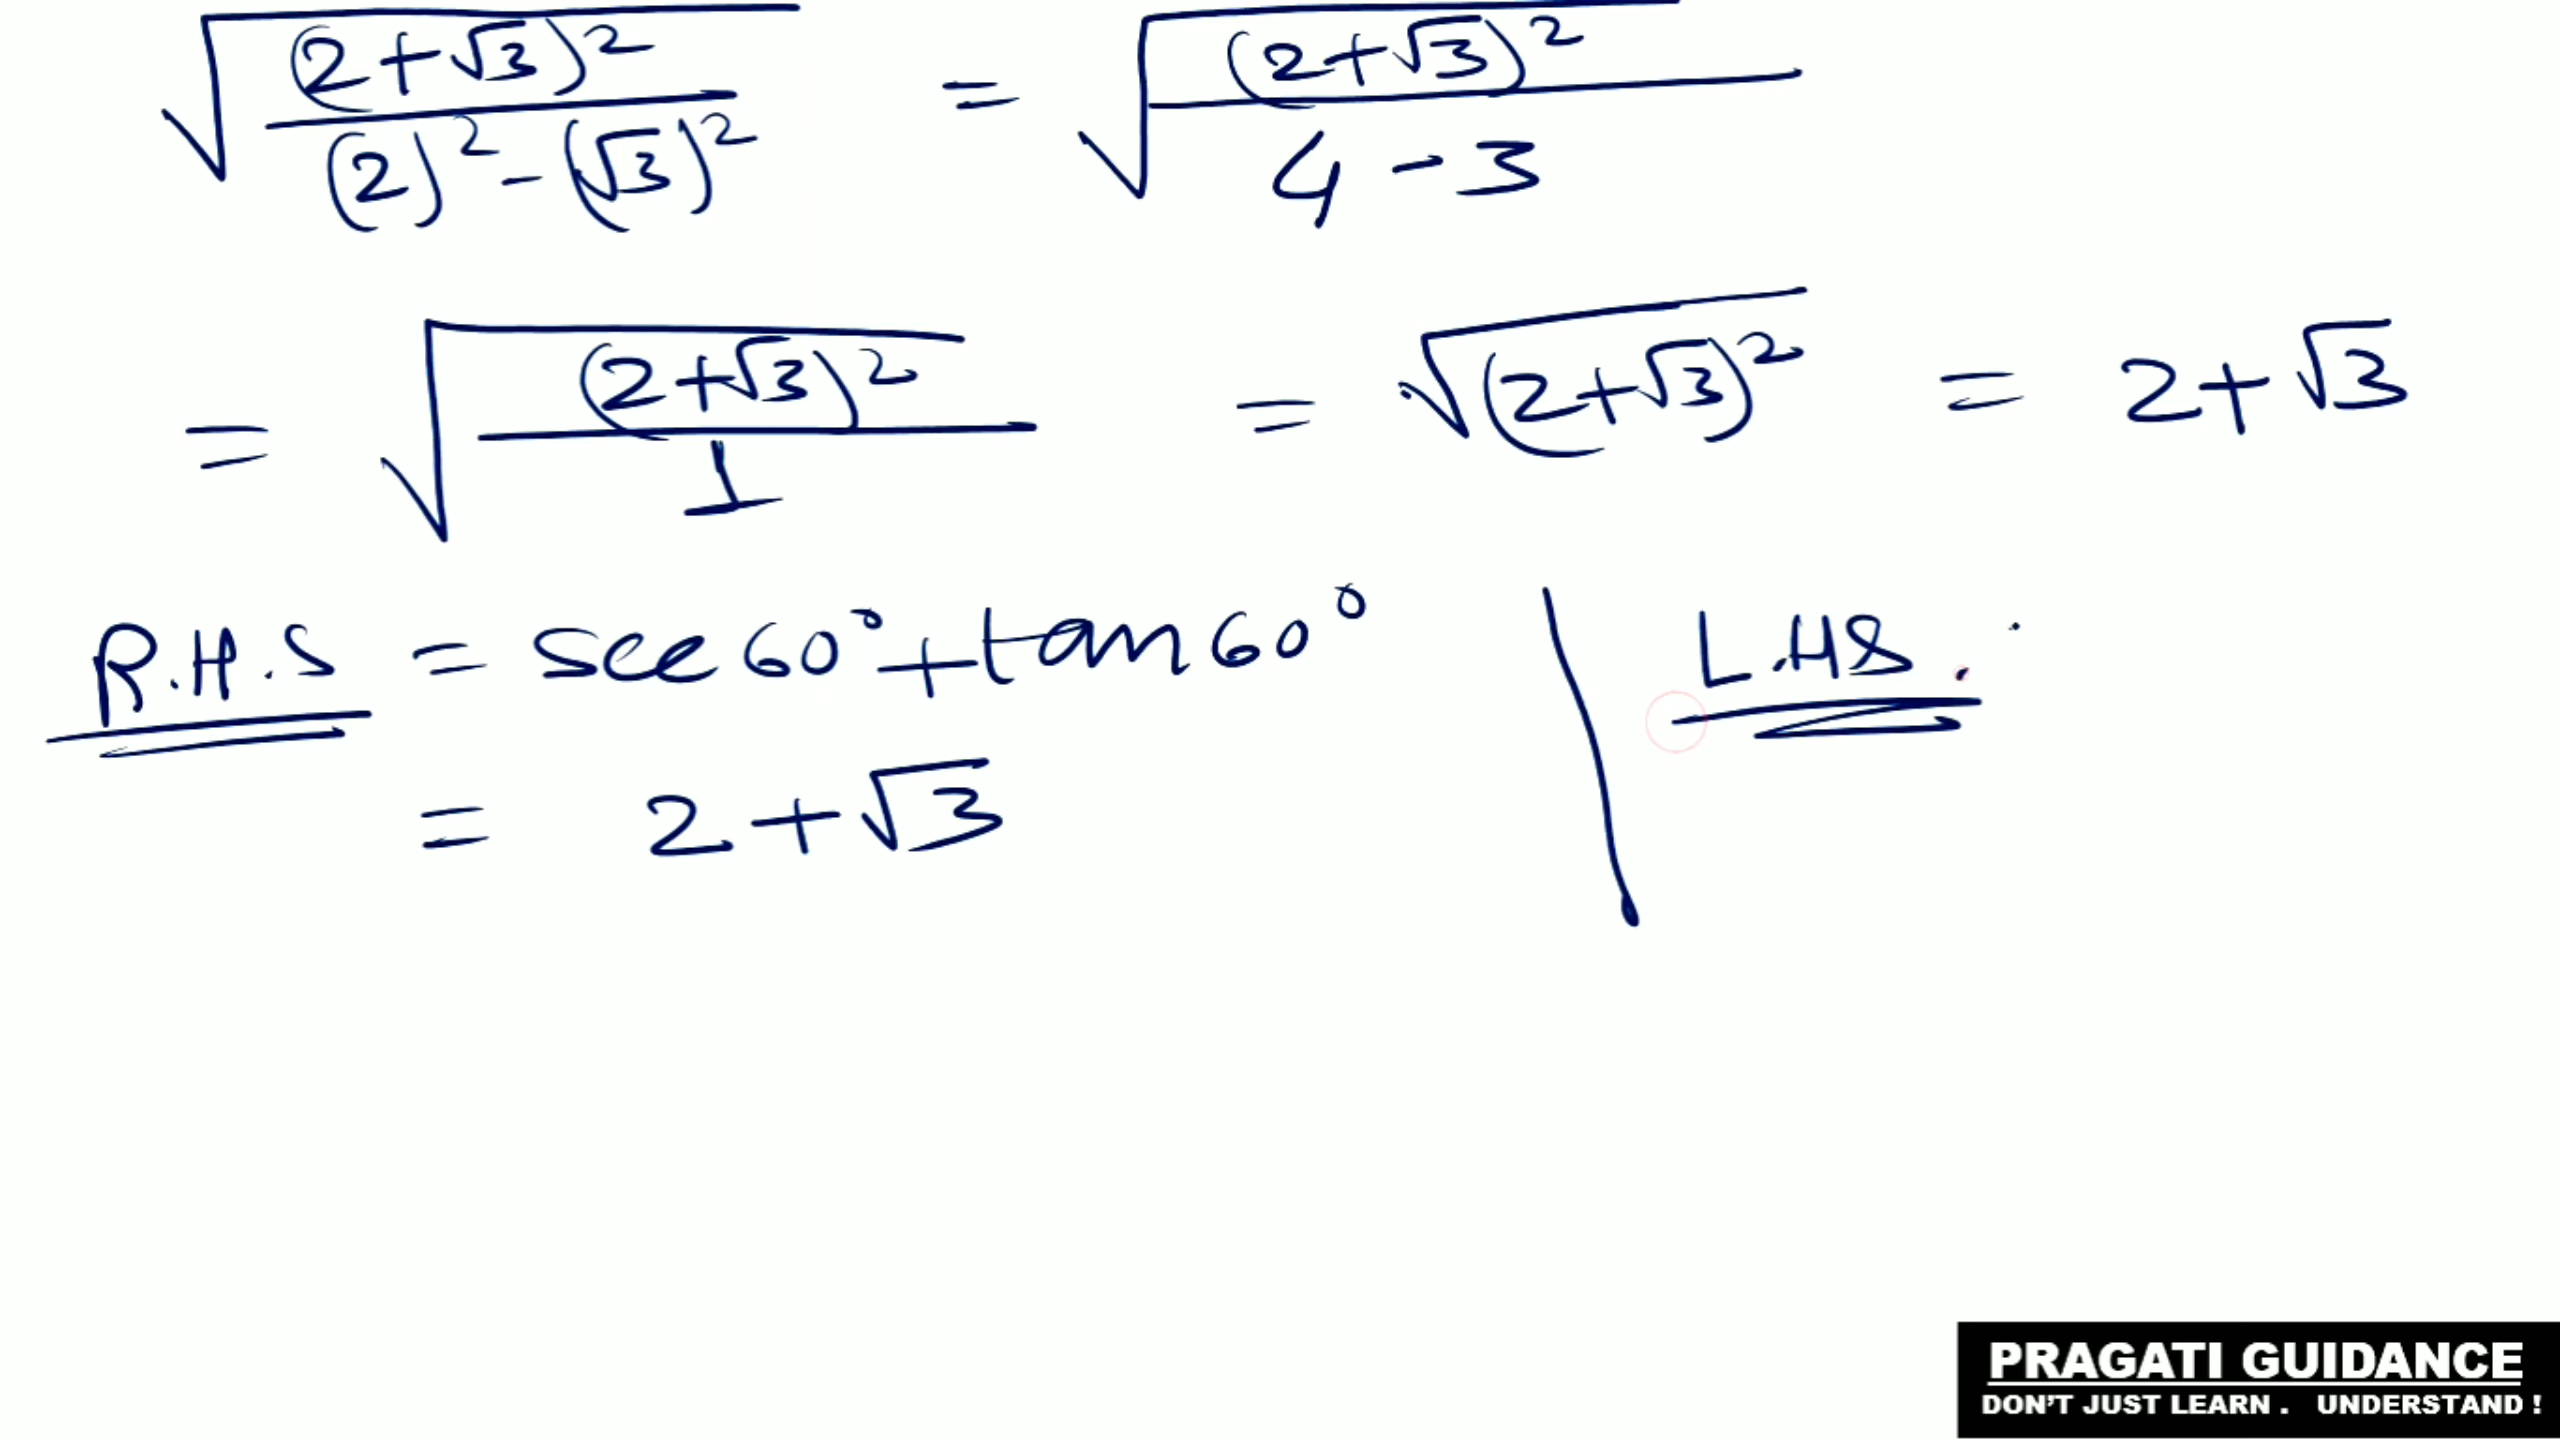 √((2+√3)²/((2)²-(√3)²)) = √((2+√3)²/(4-3))
= √((2+√3)²/1) = √(2+√3)² = 2+√3
R.H.S = sec60°+tan60°
= 2+√3
L.HS.
PRAGATI GUIDANCE
DON'T JUST LEARN. UNDERSTAND!